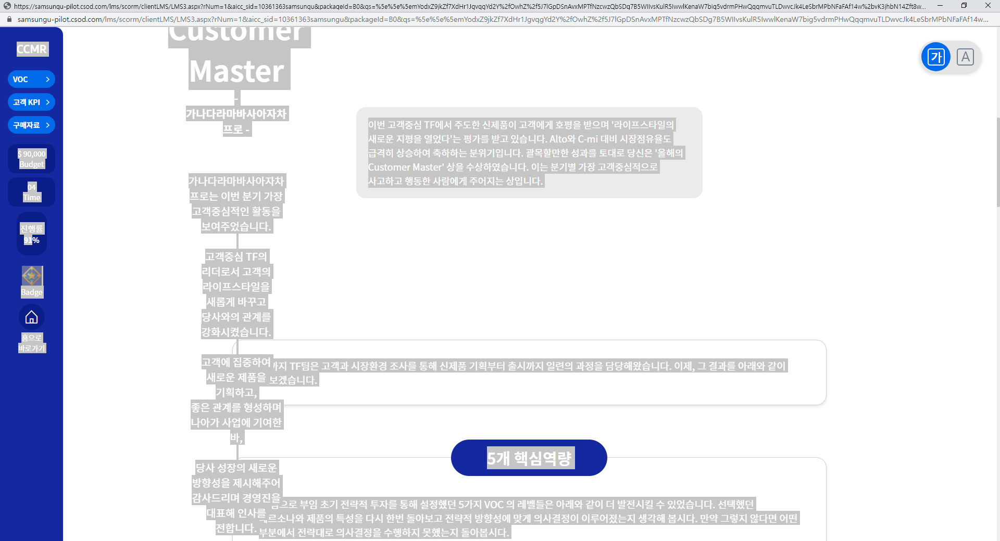 https://samsungu-pilot.csod.com/lms/scorm/clientLMS/LMS3.aspx?rNum=1&aicc_sid=10361363samsungu&packageId=B0&qs=%5e%5e%5emYodxZ9jkZf7XdHr1JgvqgYd2Y%2fOwhZ%2f5J7lGpDSnAvxMPTfNzcwzQbSDg7B5WIIvsKulR5IwwlKenaW7big5vdrmPHwQqqmvuTLDwvcJk4LeSbrMPbNFaFAf14w%2bvK3jhbN14Zft8w...
samsungu-pilot.csod.com/lms/scorm/clientLMS/LMS3.aspx?rNum=1&aicc_sid=10361363samsungu&packageId=B0&qs=%5e%5e%5emYodxZ9jkZf7XdHr1JgvqgYd2Y%2fOwhZ%2f5J7lGpDSnAvxMPTfNzcwzQbSDg7B5WIIvsKulR5IwwlKenaW7big5vdrmPHwQqqmvuTLDwvcJk4LeSbrMPbNFaFAf14w...
CCMR
VOC
고객 KPI
구매자료
$ 90,000
Budget
04
Time
진행률
91%
Badge
홈으로
바로가기
가
A
Customer
Master
-
가나다라마바사아자차
프로 -
가나다라마바사아자차
프로는 이번 분기 가장
고객중심적인 활동을
보여주었습니다.
고객중심 TF의
리더로서 고객의
라이프스타일을
새롭게 바꾸고
당사와의 관계를
강화시켰습니다.
고객에 집중하여
새로운 제품을
기획하고,
좋은 관계를 형성하며
나아가 사업에 기여한
바,
당사 성장의 새로운
방향성을 제시해주어
감사드리며 경영진을
대표해 인사를
전합니다.
이번 고객중심 TF에서 주도한 신제품이 고객에게 호평을 받으며 '라이프스타일의
새로운 지평을 열었다'는 평가를 받고 있습니다. Alto와 C-mi 대비 시장점유율도
급격히 상승하여 축하하는 분위기입니다. 괄목할만한 성과를 토대로 당신은 '올해의
Customer Master' 상을 수상하였습니다. 이는 분기별 가장 고객중심적으로
사고하고 행동한 사람에게 주어지는 상입니다.
까지 TF팀은 고객과 시장환경 조사를 통해 신제품 기획부터 출시까지 일련의 과정을 담당해왔습니다. 이제, 그 결과를 아래와 같이
보겠습니다.
5개 핵심역량
으로 부임 초기 전략적 투자를 통해 설정했던 5가지 VOC 의 레벨들은 아래와 같이 더 발전시킬 수 있었습니다. 선택했던
페르소나와 제품의 특성을 다시 한번 돌아보고 전략적 방향성에 맞게 의사결정이 이루어졌는지 생각해 봅시다. 만약 그렇지 않다면 어떤
부분에서 전략대로 의사결정을 수행하지 못했는지 돌아봅시다.